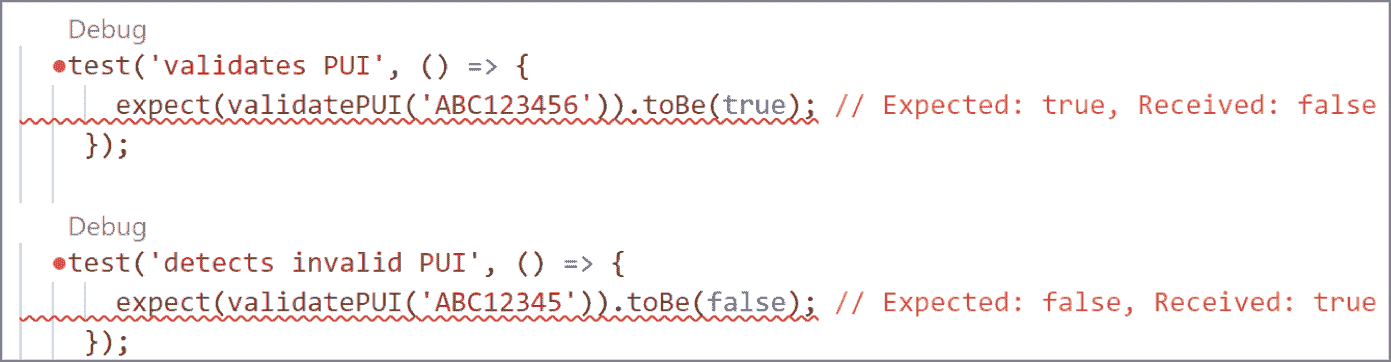 Debug
test('validates PUI', () => {
expect(validatePUI('ABC123456')).toBe(true); // Expected: true, Received: false
});
Debug
test('detects invalid PUI', () => {
expect(validatePUI('ABC12345')).toBe(false); // Expected: false, Received: true
});